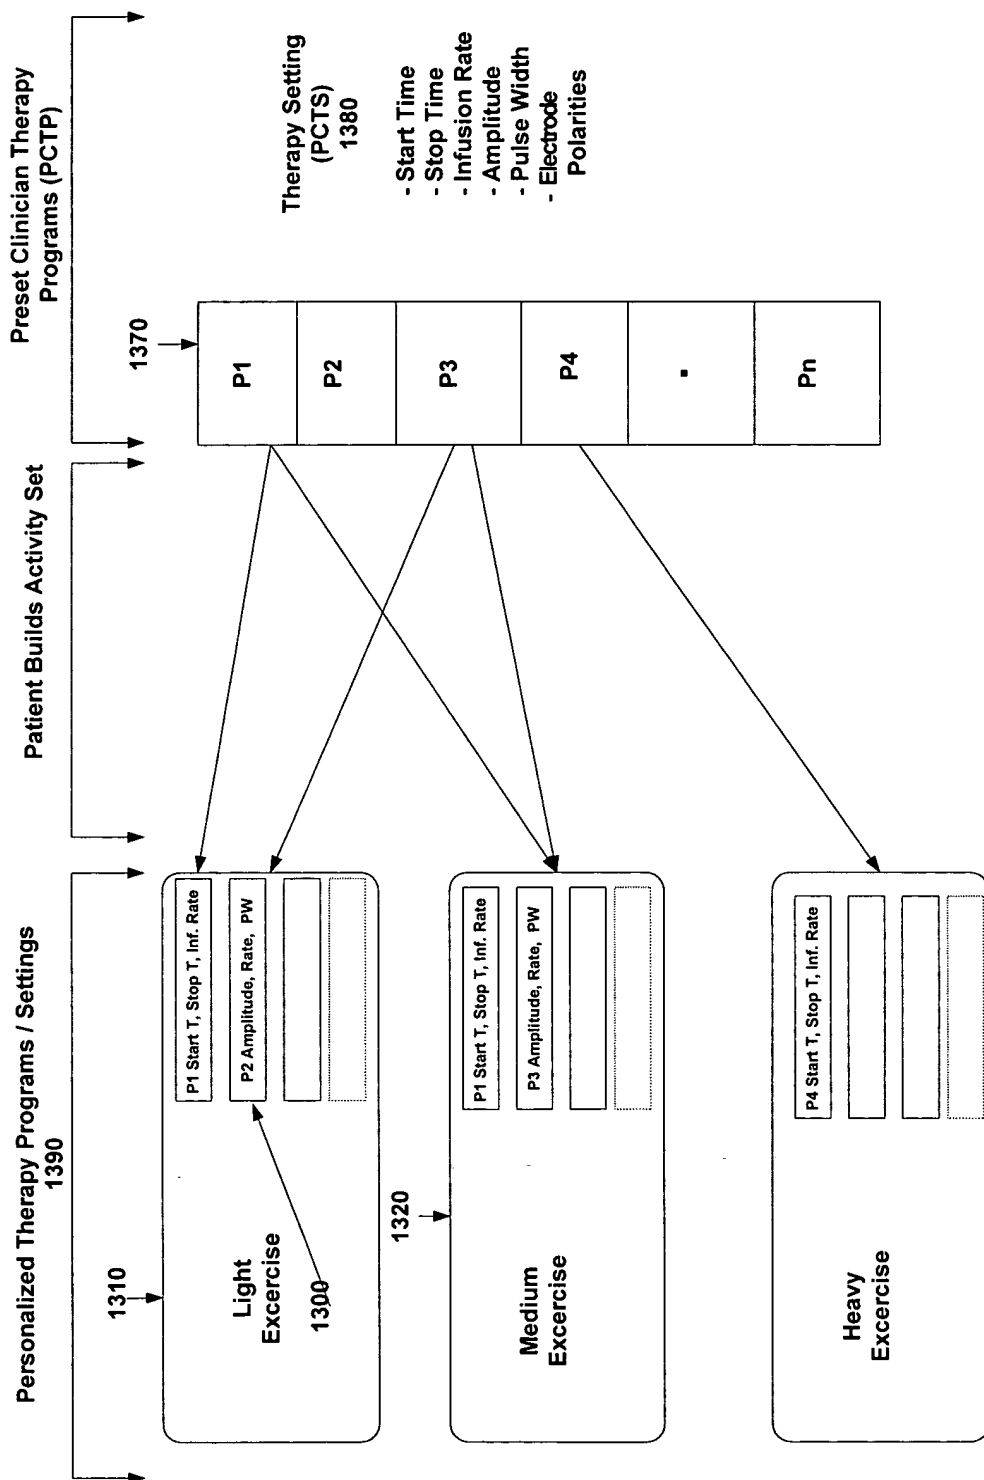 Personalized Therapy Programs / Settings
1390
Patient Builds Activity Set
Preset Clinician Therapy
Programs (PCTP)
1310
Light
Excercise
1300
P1 Start T, Stop T, Inf. Rate
P2 Amplitude, Rate, PW
1320
Medium
Excercise
P1 Start T, Stop T, Inf. Rate
P3 Amplitude, Rate, PW
Heavy
Excercise
P4 Start T, Stop T, Inf. Rate
1370
P1
P2
P3
P4
.
Pn
Therapy Setting
(PCTS)
1380
- Start Time
- Stop Time
- Infusion Rate
- Amplitude
- Pulse Width
- Electrode
Polarities